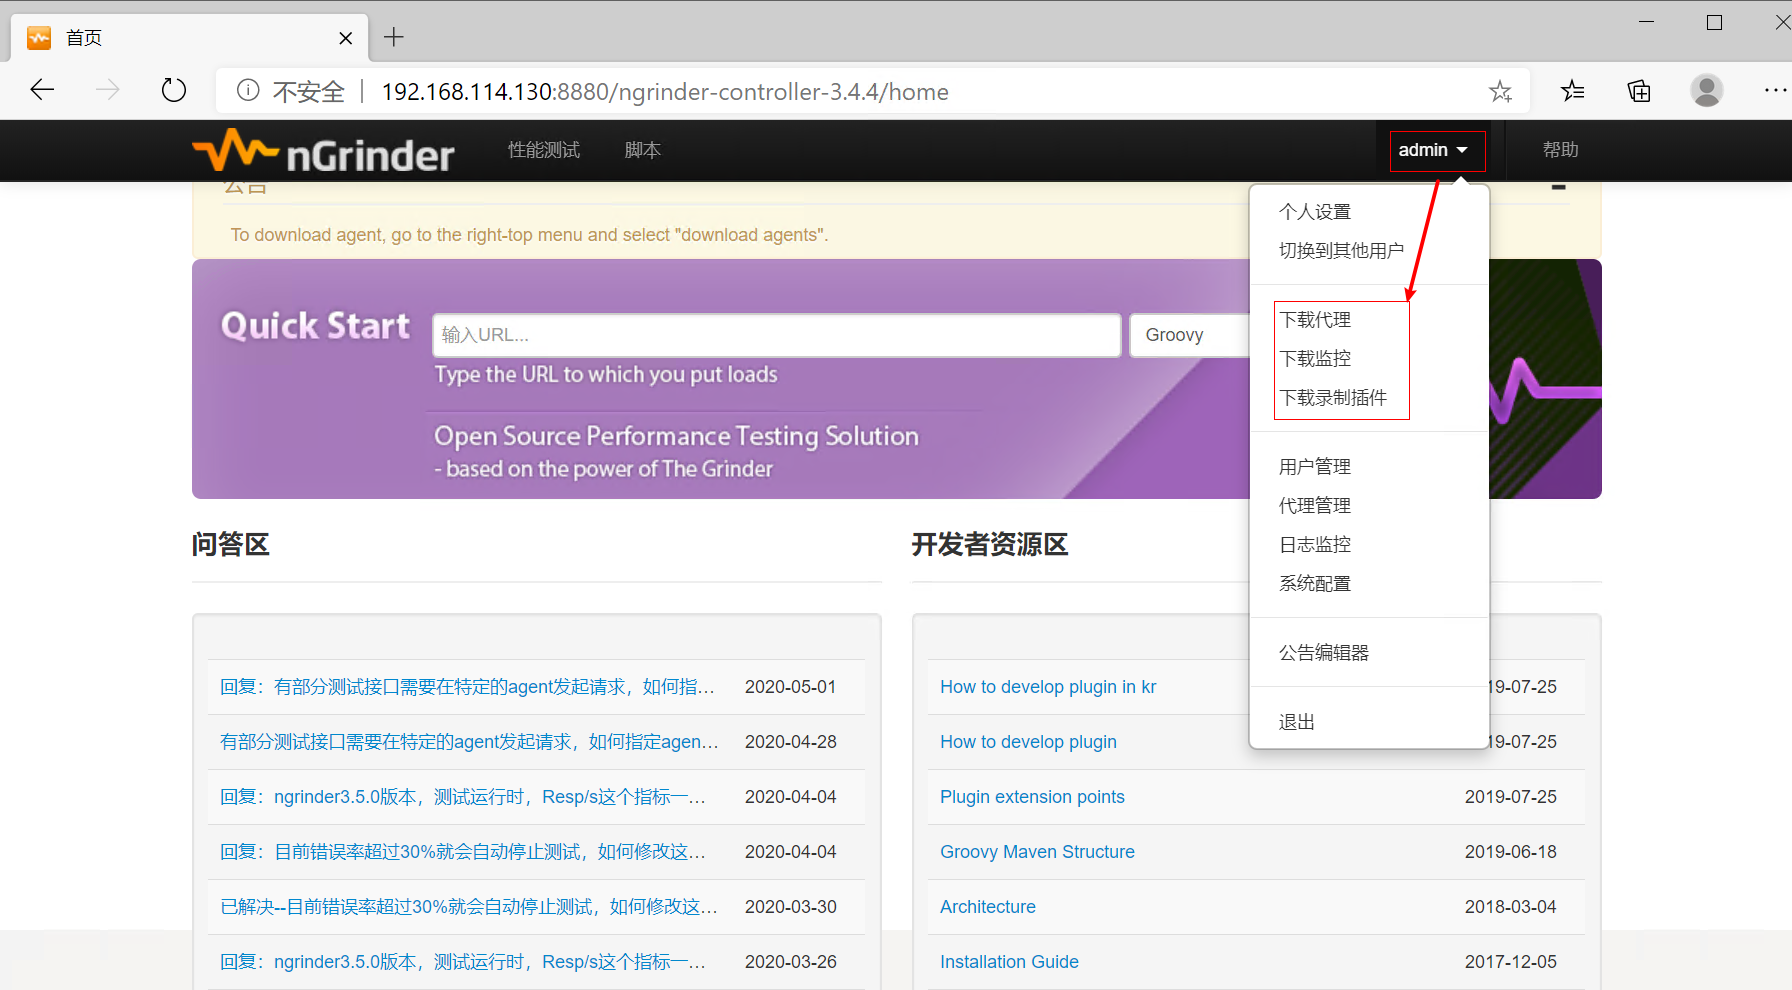 首页
不安全 192.168.114.130:8880/ngrinder-controller-3.4.4/home
nGrinder 性能测试 脚本 admin 帮助
公告
To download agent, go to the right-top menu and select "download agents".
Quick Start 输入URL... Groovy
Type the URL to which you put loads
Open Source Performance Testing Solution
- based on the power of The Grinder
个人设置
切换到其他用户
下载代理
下载监控
下载录制插件
用户管理
代理管理
日志监控
系统配置
公告编辑器
退出
问答区
回复：有部分测试接口需要在特定的agent发起请求，如何指... 2020-05-01
有部分测试接口需要在特定的agent发起请求，如何指定agen... 2020-04-28
回复：ngrinder3.5.0版本，测试运行时，Resp/s这个指标一... 2020-04-04
回复：目前错误率超过30%就会自动停止测试，如何修改这... 2020-04-04
已解决--目前错误率超过30%就会自动停止测试，如何修改这... 2020-03-30
回复：ngrinder3.5.0版本，测试运行时，Resp/s这个指标一... 2020-03-26
开发者资源区
How to develop plugin in kr 19-07-25
How to develop plugin 19-07-25
Plugin extension points 2019-07-25
Groovy Maven Structure 2019-06-18
Architecture 2018-03-04
Installation Guide 2017-12-05